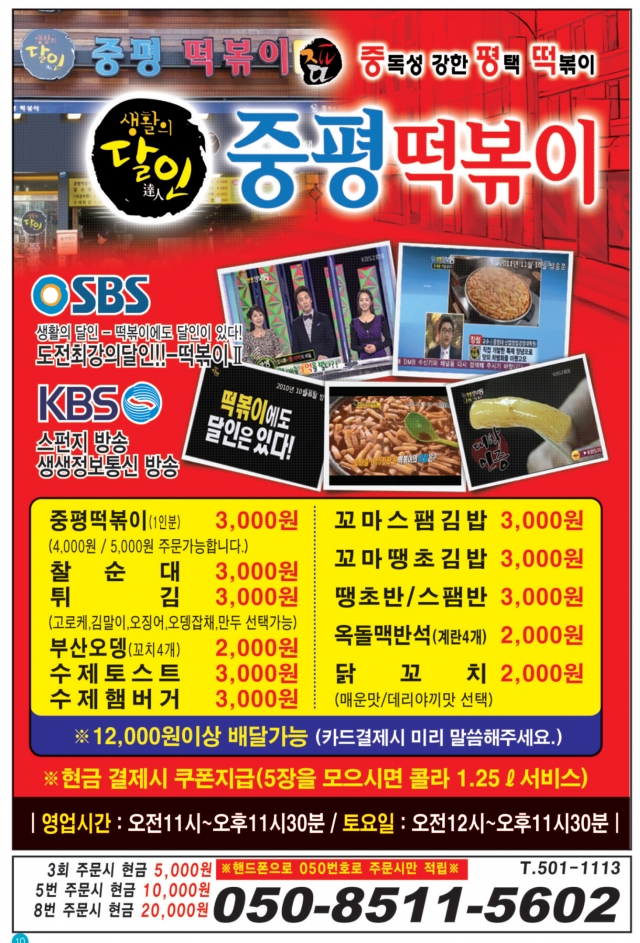 생활의
달인
중평 떡볶이 집
중독성 강한 평택 떡볶이
생활의
달인
達人
중평떡볶이
SBS
생활의 달인 - 떡볶이에도 달인이 있다!
도전최강의달인!!-떡볶이Ⅱ
KBS
스펀지 방송
생생정보통신 방송
KBS2
떡볶이에도
달인은 있다!
중평떡볶이(1인분) 3,000원
(4,000원 / 5,000원 주문가능합니다.)
찰 순 대 3,000원
튀 김 3,000원
(고로케,김말이,오징어,오뎅잡채,만두 선택가능)
부산오뎅(꼬치4개) 2,000원
수제토스트 3,000원
수제햄버거 3,000원
꼬마스팸김밥 3,000원
꼬마땡초김밥 3,000원
땡초반/스팸반 3,000원
옥돌맥반석(계란4개) 2,000원
닭 꼬 치 2,000원
(매운맛/데리야끼맛 선택)
※12,000원이상 배달가능 (카드결제시 미리 말씀해주세요.)
※현금 결제시 쿠폰지급(5장을 모으시면 콜라 1.25ℓ서비스)
| 영업시간 : 오전11시~오후11시30분 / 토요일 : 오전12시~오후11시30분 |
3회 주문시 현금 5,000원
5번 주문시 현금 10,000원
8번 주문시 현금 20,000원
※핸드폰으로 050번호로 주문시만 적립※
T.501-1113
050-8511-5602
10